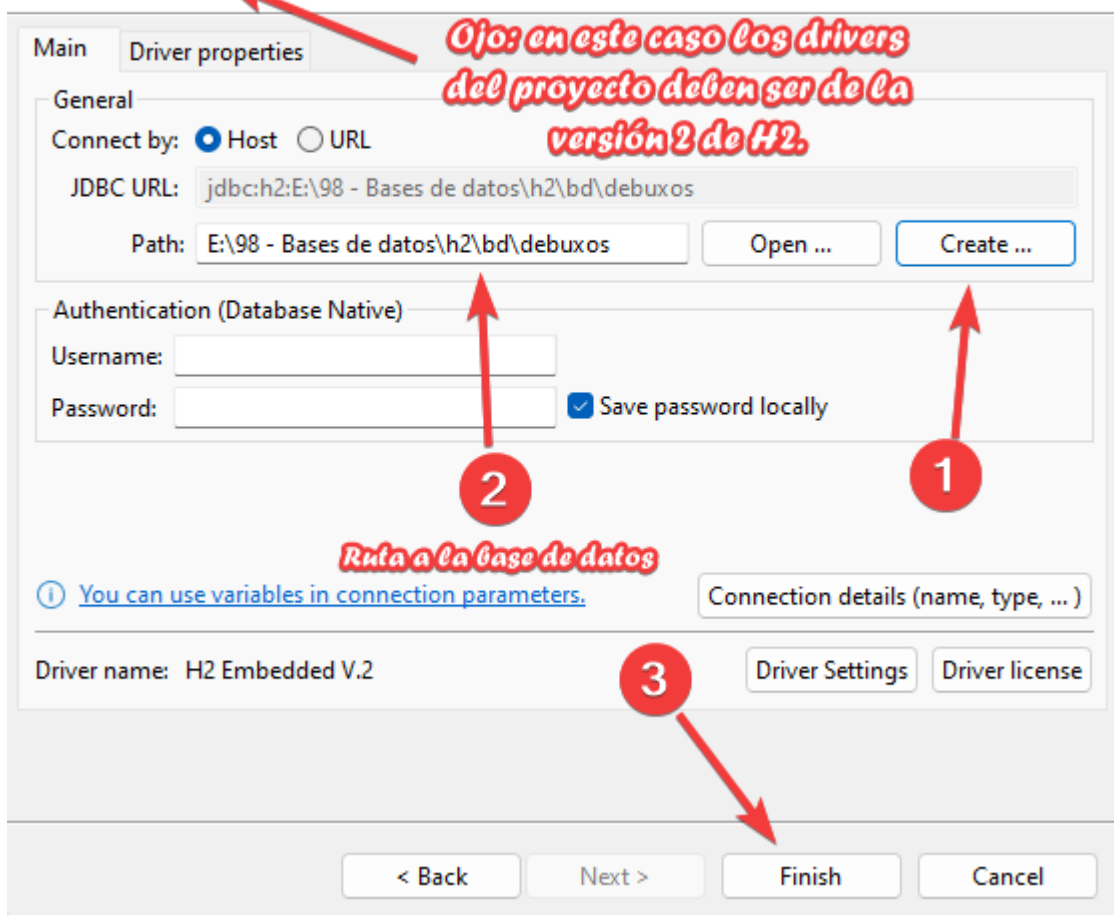 Ojo: en este caso los drivers
del proyecto deben ser de la
versión 2 de H2.
Main
Driver properties
General
Connect by: Host URL
JDBC URL: jdbc:h2:E:\98 - Bases de datos\h2\bd\debuxos
Path: E:\98 - Bases de datos\h2\bd\debuxos Open ... Create ...
Authentication (Database Native)
Username:
Password: Save password locally
2
1
Ruta a la base de datos
You can use variables in connection parameters.
Connection details (name, type, ... )
Driver name: H2 Embedded V.2
3
Driver Settings
Driver license
< Back Next > Finish Cancel